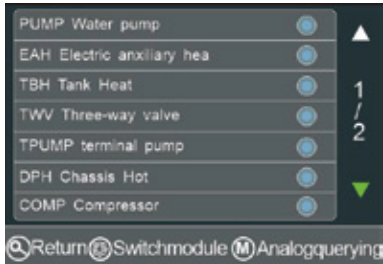 PUMP Water pump
EAH Electric anxiliary hea
TBH Tank Heat
TWV Three-way valve
TPUMP terminal pump
DPH Chassis Hot
COMP Compressor
1
/
2
Return Switchmodule M Analogquerying